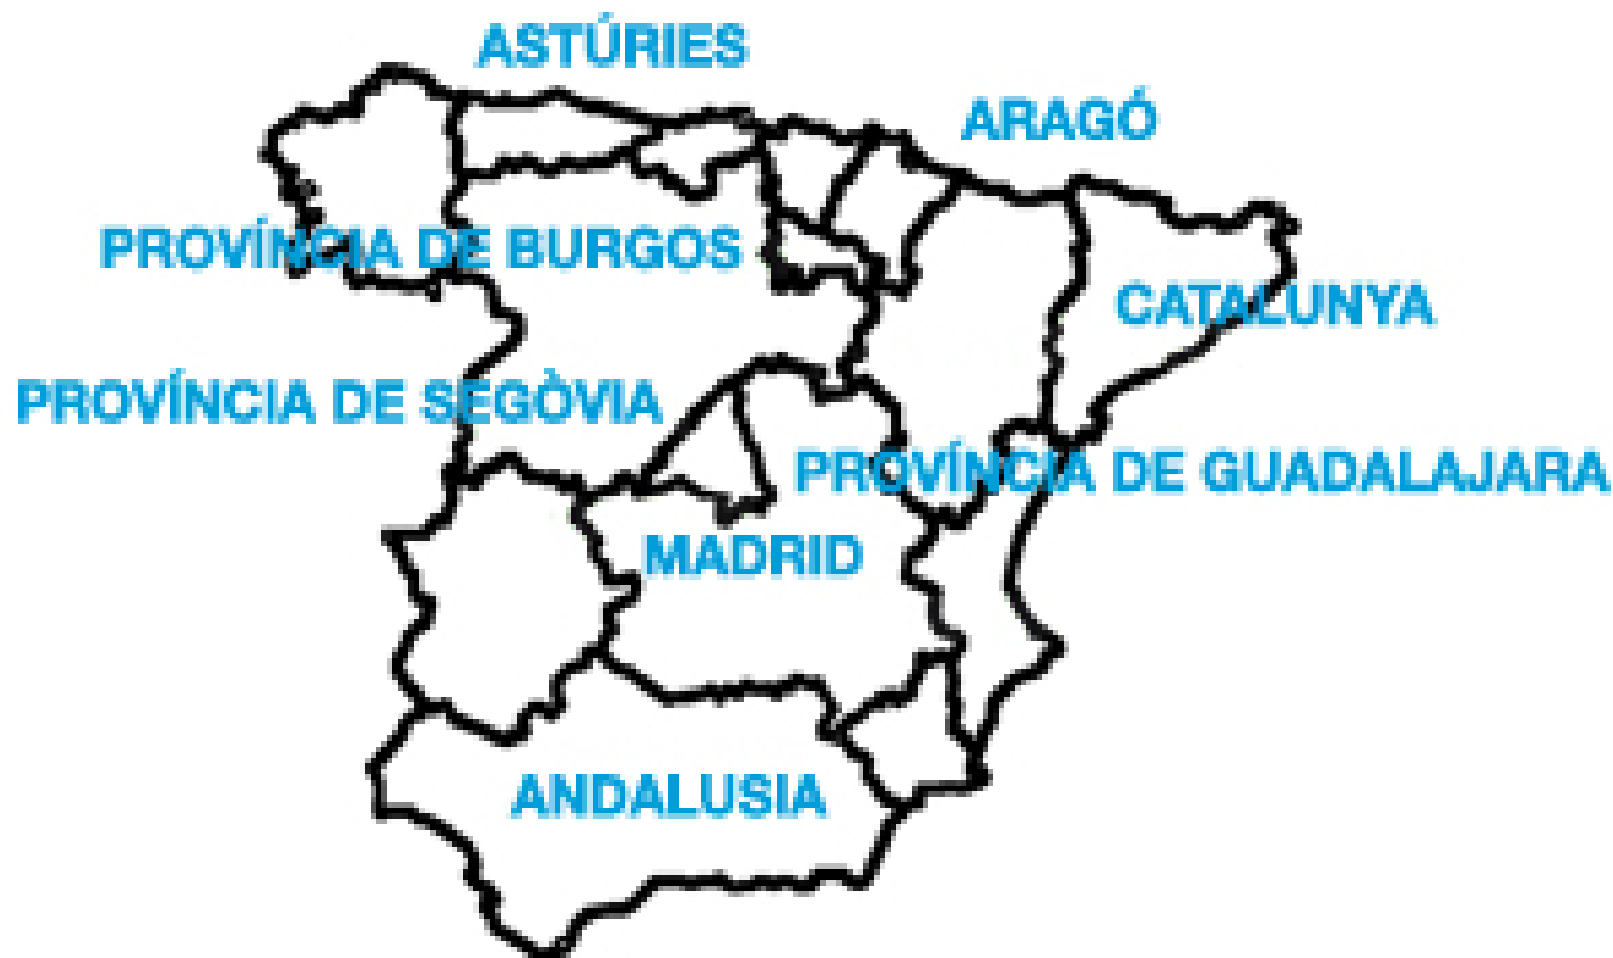 ASTÚRIES
ARAGÓ
PROVÍNCIA DE BURGOS
CATALUNYA
PROVÍNCIA DE SEGÒVIA
PROVÍNCIA DE GUADALAJARA
MADRID
ANDALUSIA